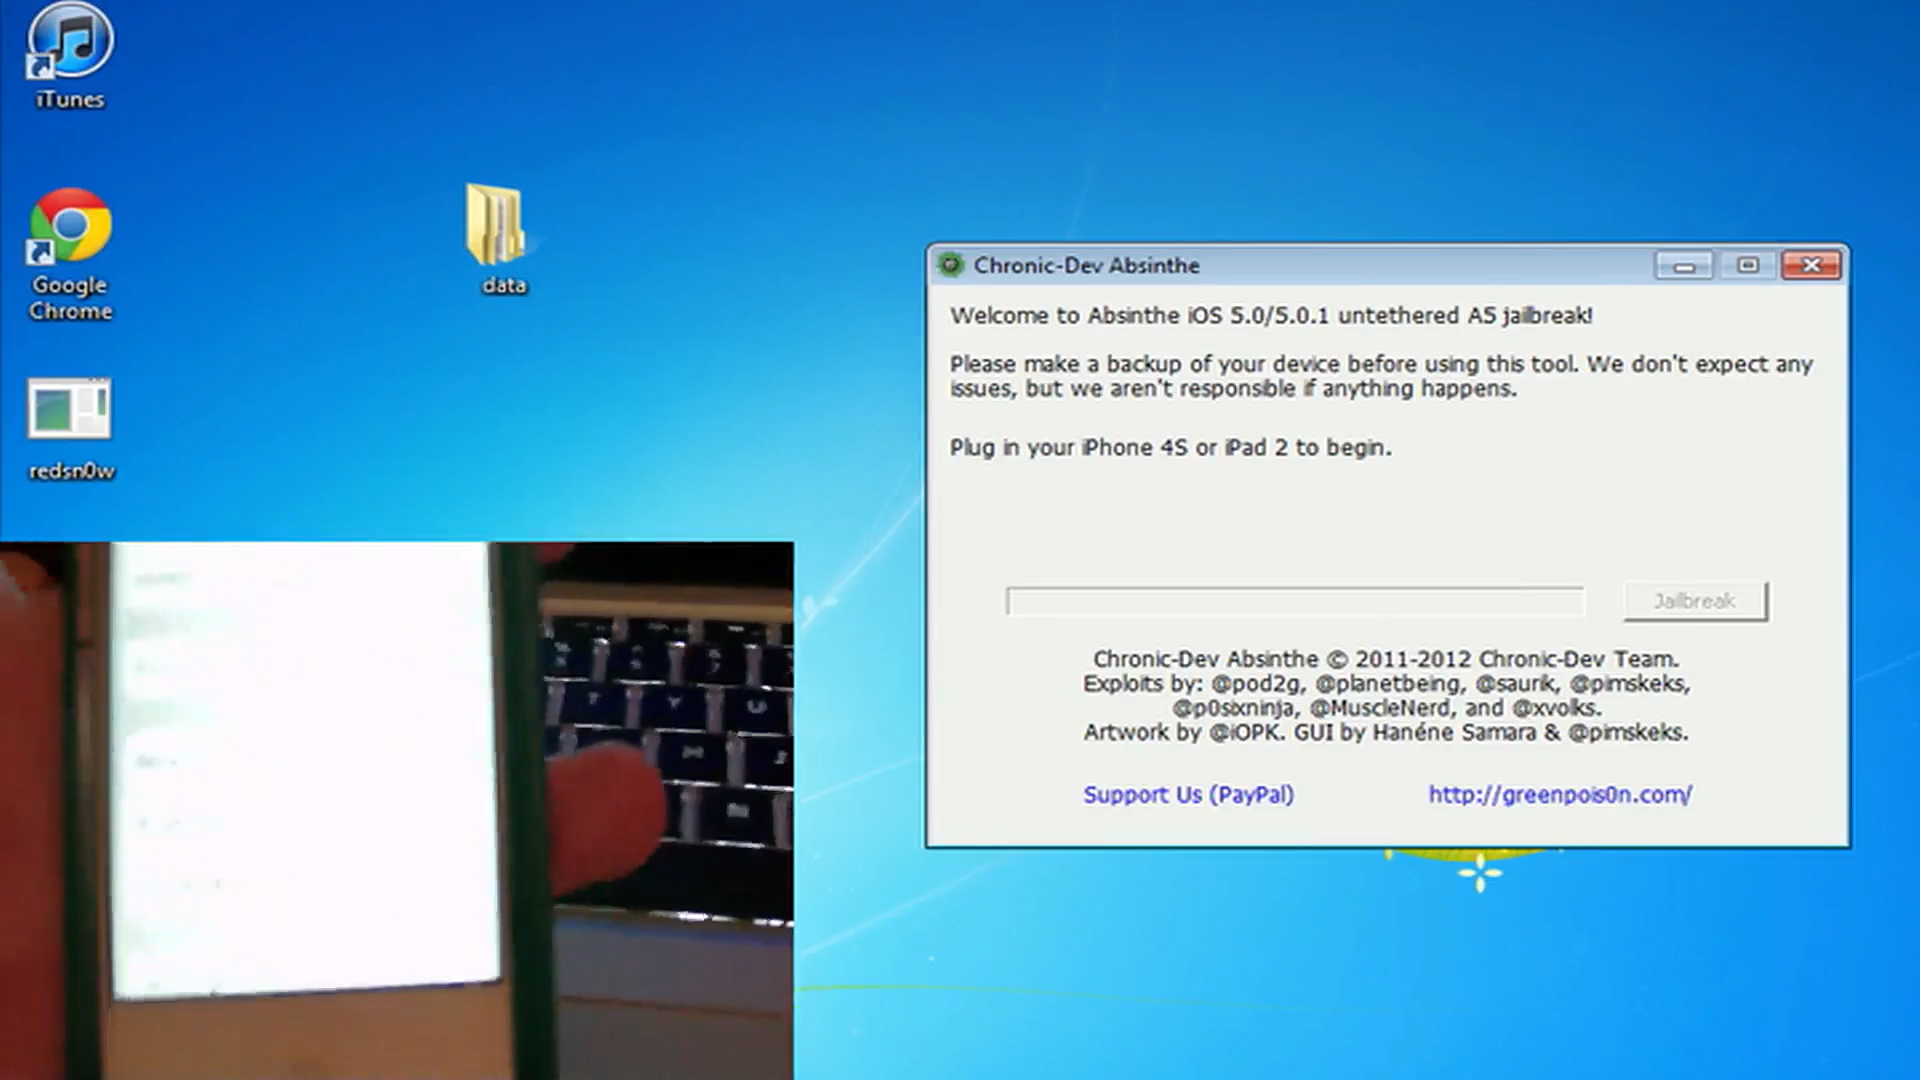 iTunes
Google
Chrome
redsn0w
data
Chronic-Dev Absinthe
Welcome to Absinthe iOS 5.0/5.0.1 untethered A5 jailbreak!
Please make a backup of your device before using this tool. We don't expect any
issues, but we aren't responsible if anything happens.
Plug in your iPhone 4S or iPad 2 to begin.
Jailbreak
Chronic-Dev Absinthe © 2011-2012 Chronic-Dev Team.
Exploits by: @pod2g, @planetbeing, @saurik, @pimskeks,
@p0sixninja, @MuscleNerd, and @xvolks.
Artwork by @iOPK. GUI by Hanéne Samara & @pimskeks.
Support Us (PayPal)
http://greenpois0n.com/
T Y U
H